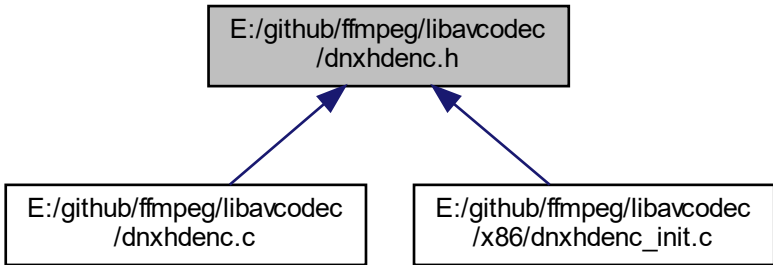 E:/github/ffmpeg/libavcodec
/dnxhdenc.h
E:/github/ffmpeg/libavcodec
/dnxhdenc.c
E:/github/ffmpeg/libavcodec
/x86/dnxhdenc_init.c